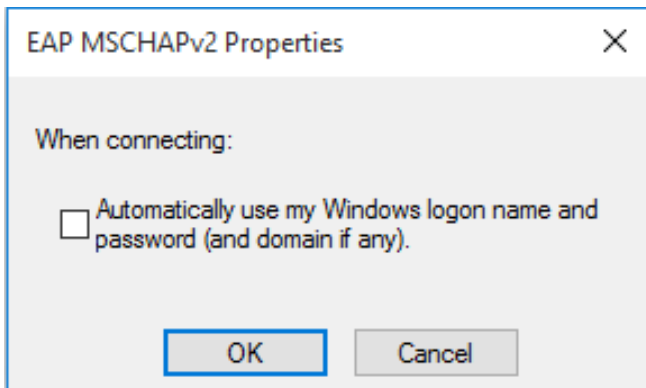 EAP MSCHAPv2 Properties
When connecting:
Automatically use my Windows logon name and
password (and domain if any).
OK
Cancel